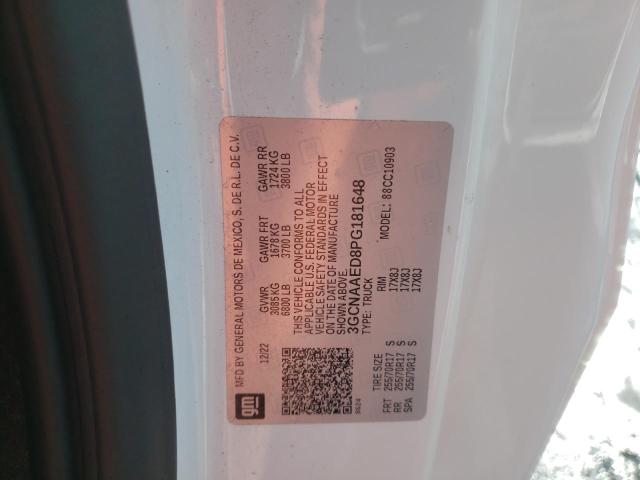 MFD BY GENERAL MOTORS DE MEXICO, S. DE R.L. DE C.V.
12/22 GVWR GAWR FRT GAWR RR
3085 KG 1678 KG 1724 KG
6800 LB 3700 LB 3800 LB
THIS VEHICLE CONFORMS TO ALL
APPLICABLE U.S. FEDERAL MOTOR
VEHICLE SAFETY STANDARDS IN EFFECT
ON THE DATE OF MANUFACTURE
SHOWN ABOVE.
3GCNAAED8PG181648
TYPE: TRUCK MODEL: 88CC10903
gm
8624
TIRE SIZE RIM
FRT 255/70R17 S 17X8J
RR 255/70R17 S 17X8J
SPA 255/70R17 S 17X8J